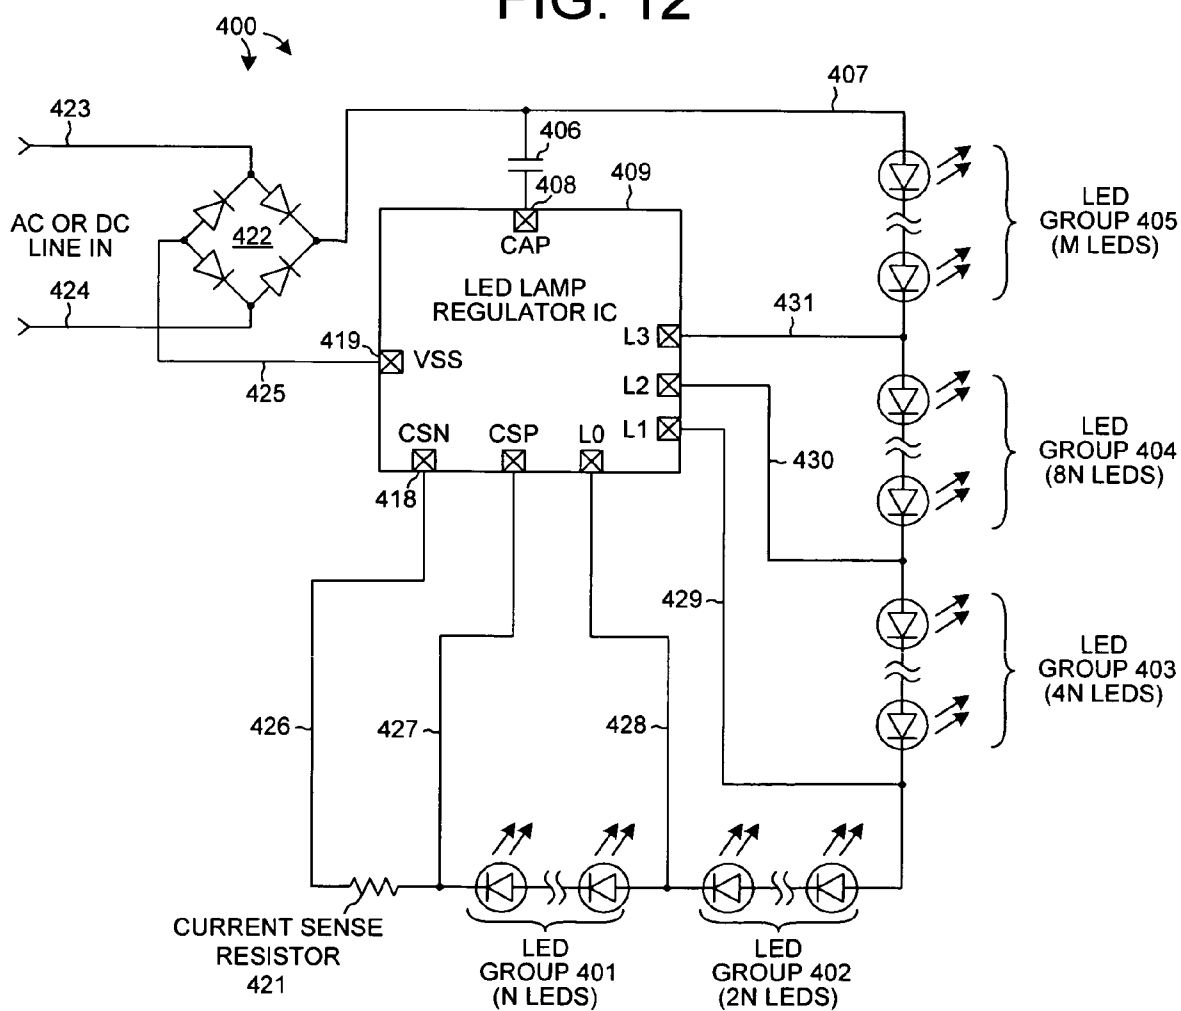 FIG. 12
400
423
407
406
408
409
AC OR DC
LINE IN
422
CAP
LED
GROUP 405
(M LEDS)
424
LED LAMP
REGULATOR IC
431
L3
419
VSS
425
L2
L1
CSN
CSP
L0
430
LED
GROUP 404
(8N LEDS)
418
429
LED
GROUP 403
(4N LEDS)
426
427
428
CURRENT SENSE
RESISTOR
421
LED
GROUP 401
(N LEDS)
LED
GROUP 402
(2N LEDS)